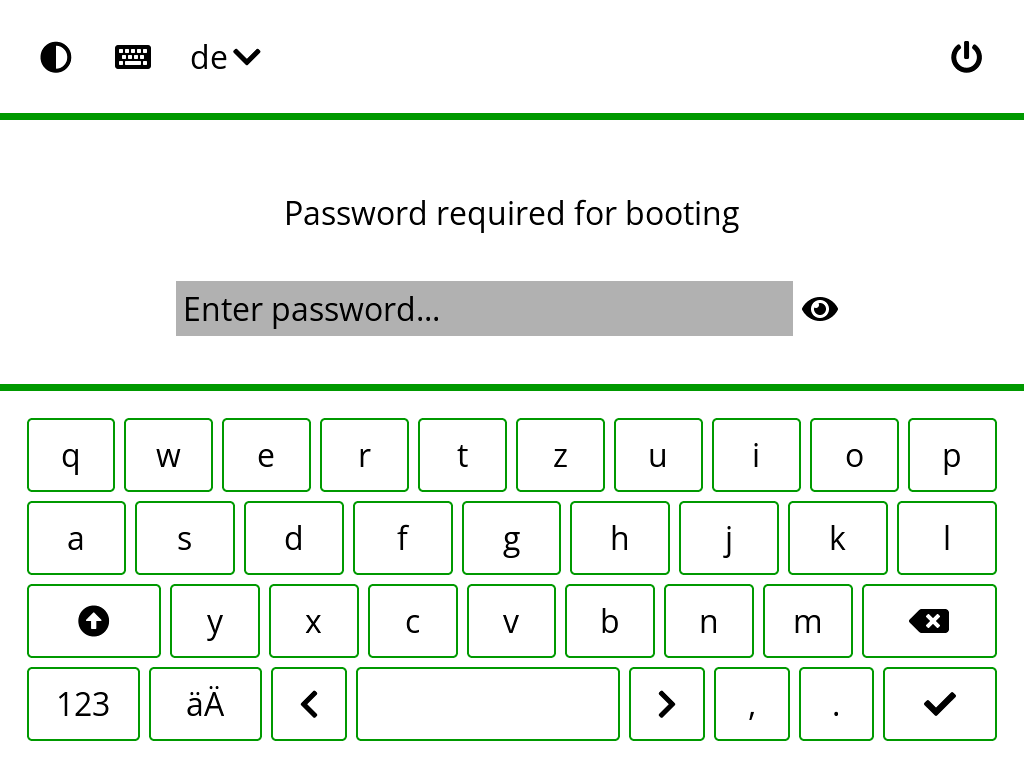 de
Password required for booting
Enter password...
q w e r t z u i o p
a s d f g h j k l
y x c v b n m
123 äÄ , .